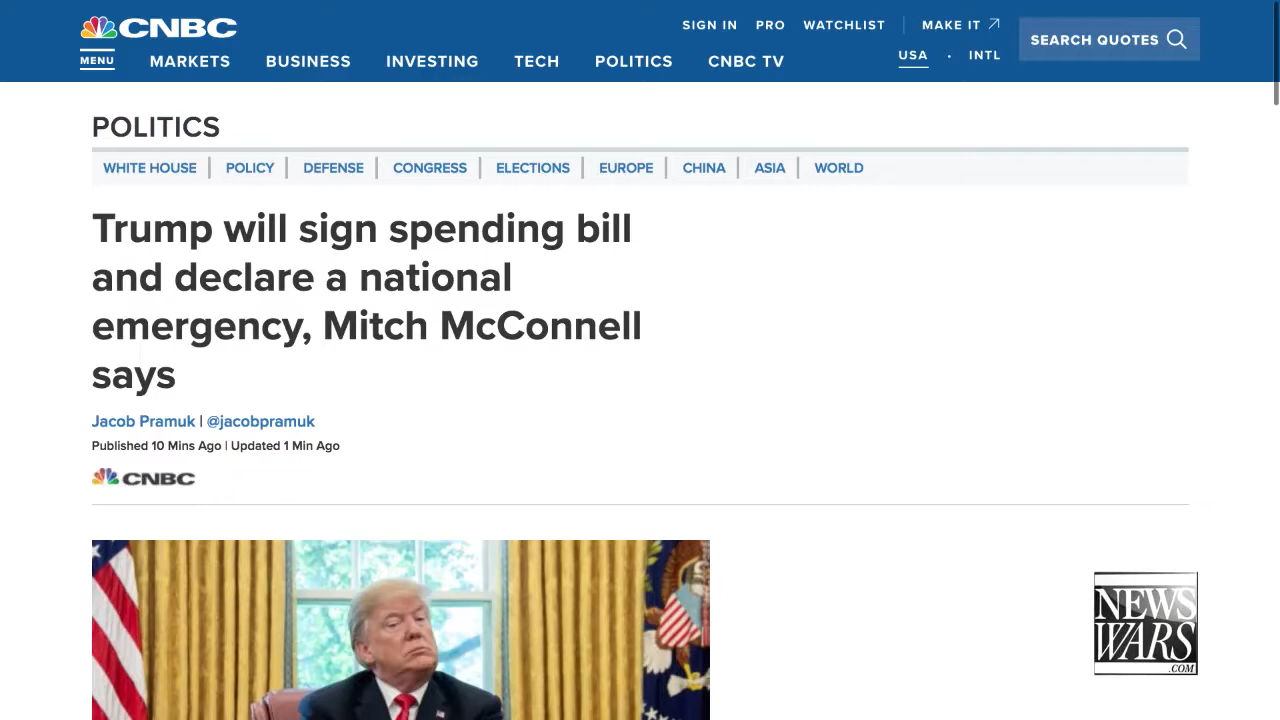 CNBC
SIGN IN PRO WATCHLIST MAKE IT
SEARCH QUOTES
MENU MARKETS BUSINESS INVESTING TECH POLITICS CNBC TV
USA · INTL
POLITICS
WHITE HOUSE | POLICY | DEFENSE | CONGRESS | ELECTIONS | EUROPE | CHINA | ASIA | WORLD
Trump will sign spending bill
and declare a national
emergency, Mitch McConnell
says
Jacob Pramuk | @jacobpramuk
Published 10 Mins Ago | Updated 1 Min Ago
CNBC
NEWS
WARS
.COM